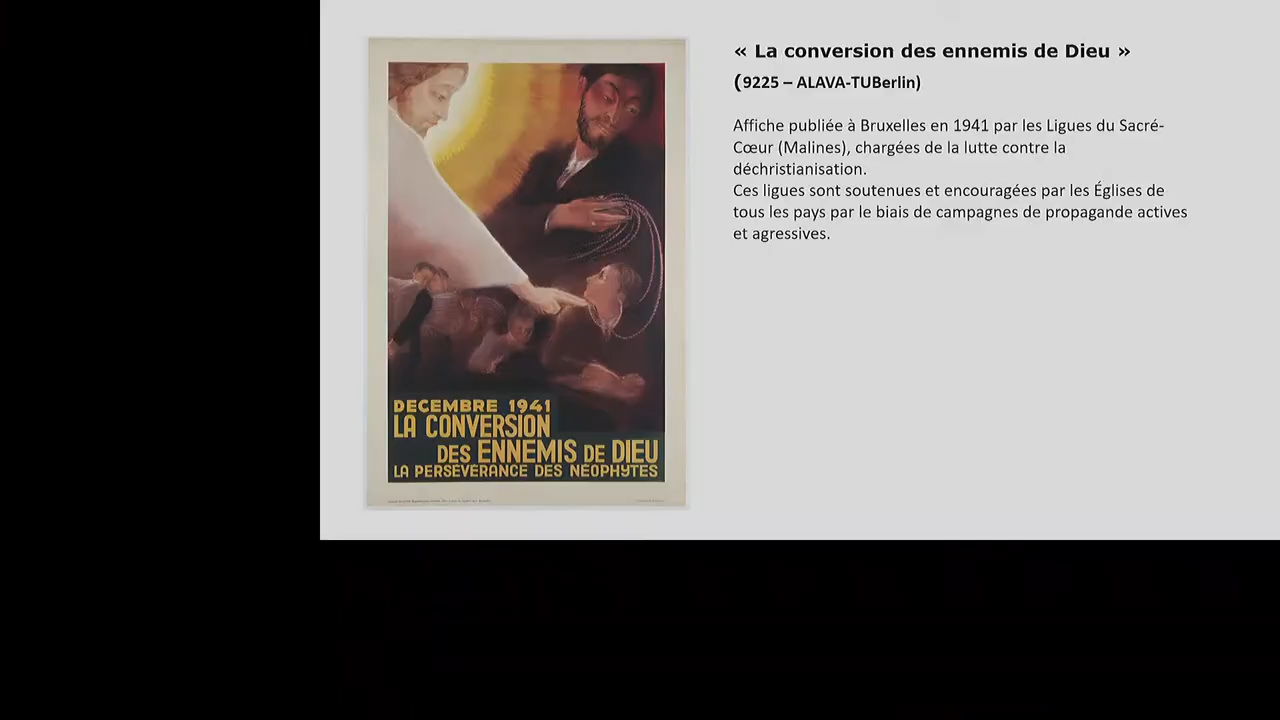 « La conversion des ennemis de Dieu »
(9225 – ALAVA-TUBerlin)
Affiche publiée à Bruxelles en 1941 par les Ligues du Sacré-
Cœur (Malines), chargées de la lutte contre la
déchristianisation.
Ces ligues sont soutenues et encouragées par les Églises de
tous les pays par le biais de campagnes de propagande actives
et agressives.
DECEMBRE 1941
LA CONVERSION
DES ENNEMIS DE DIEU
LA PERSÉVÉRANCE DES NÉOPHYTES